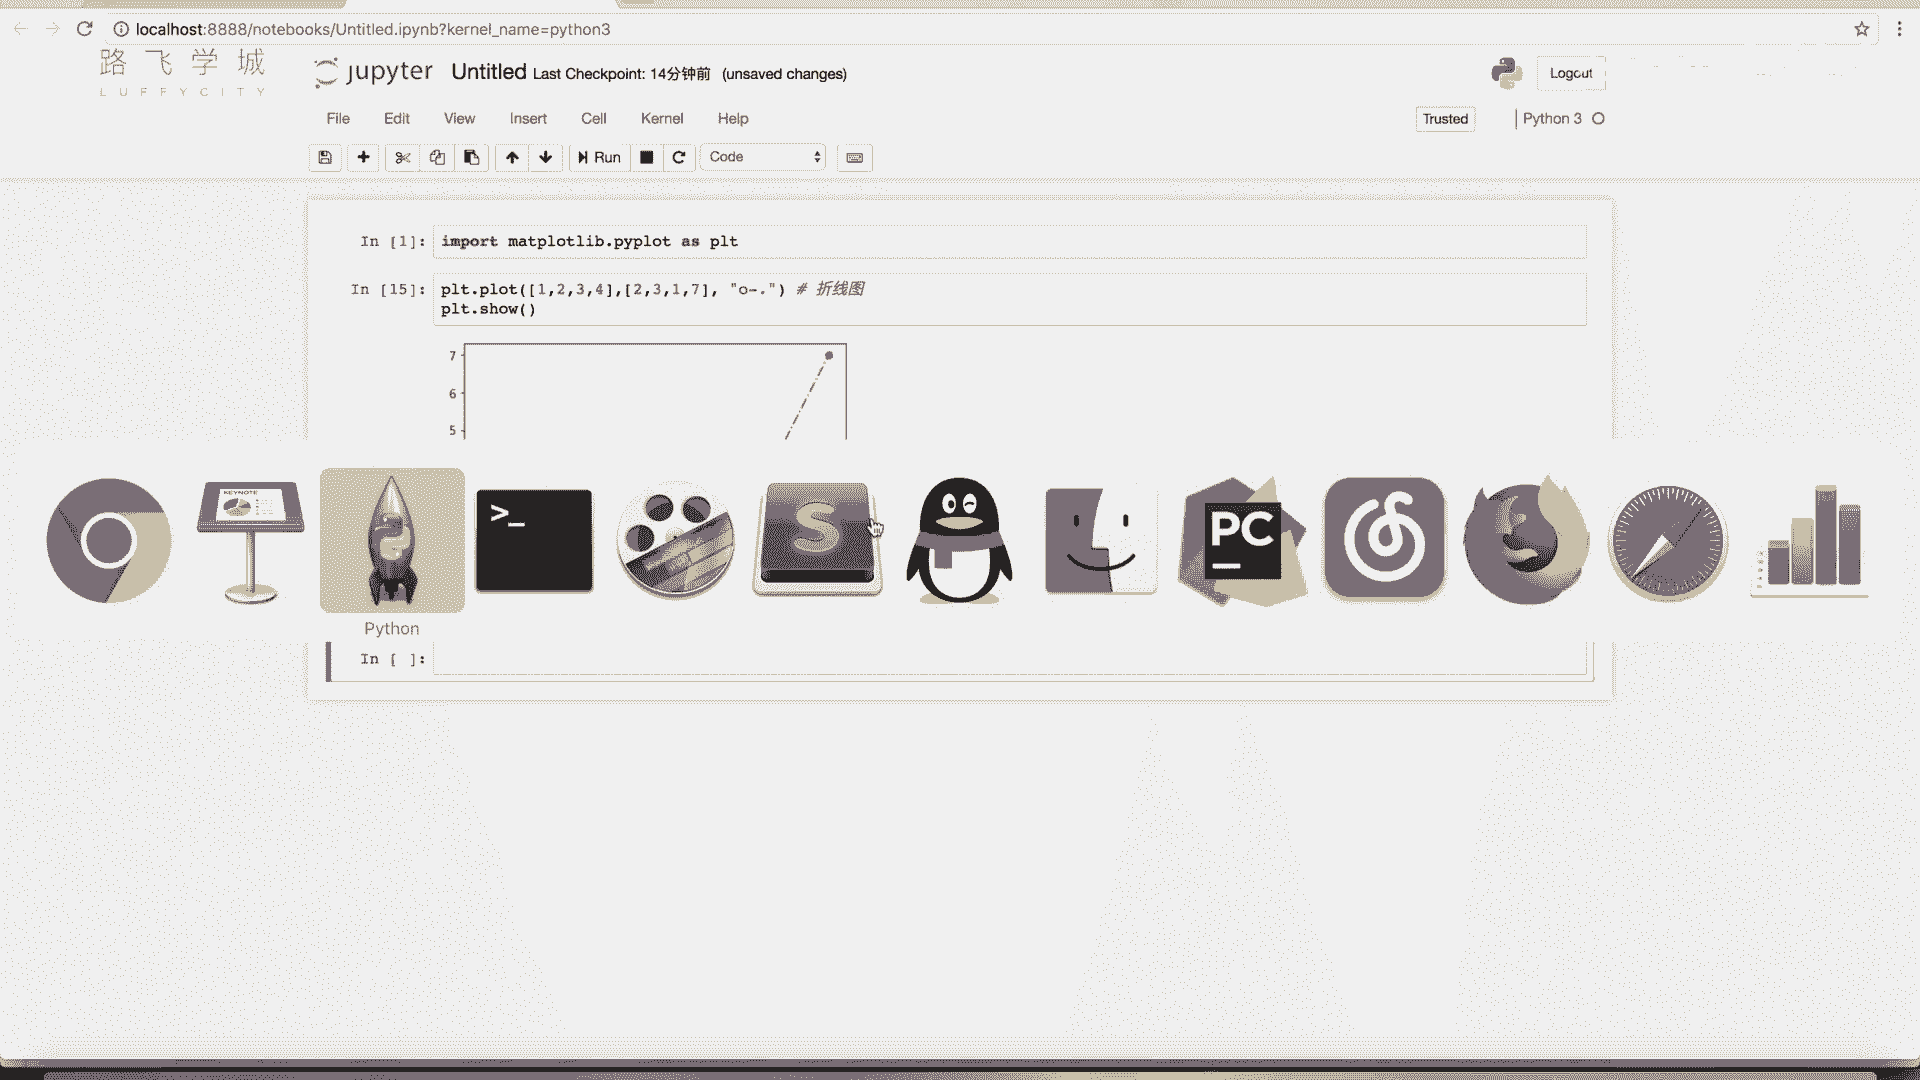 localhost:8888/notebooks/Untitled.ipynb?kernel_name=python3
路飞学城
LUFFYCITY
jupyter Untitled Last Checkpoint: 14分钟前 (unsaved changes)
Logout
File Edit View Insert Cell Kernel Help
Trusted
Python 3
Run
Code
In [1]: import matplotlib.pyplot as plt
In [15]: plt.plot([1,2,3,4],[2,3,1,7], "o-.") # 折线图
plt.show()
7
6
5
KEYNOTE
>_
S
PC
Python
In [ ]: